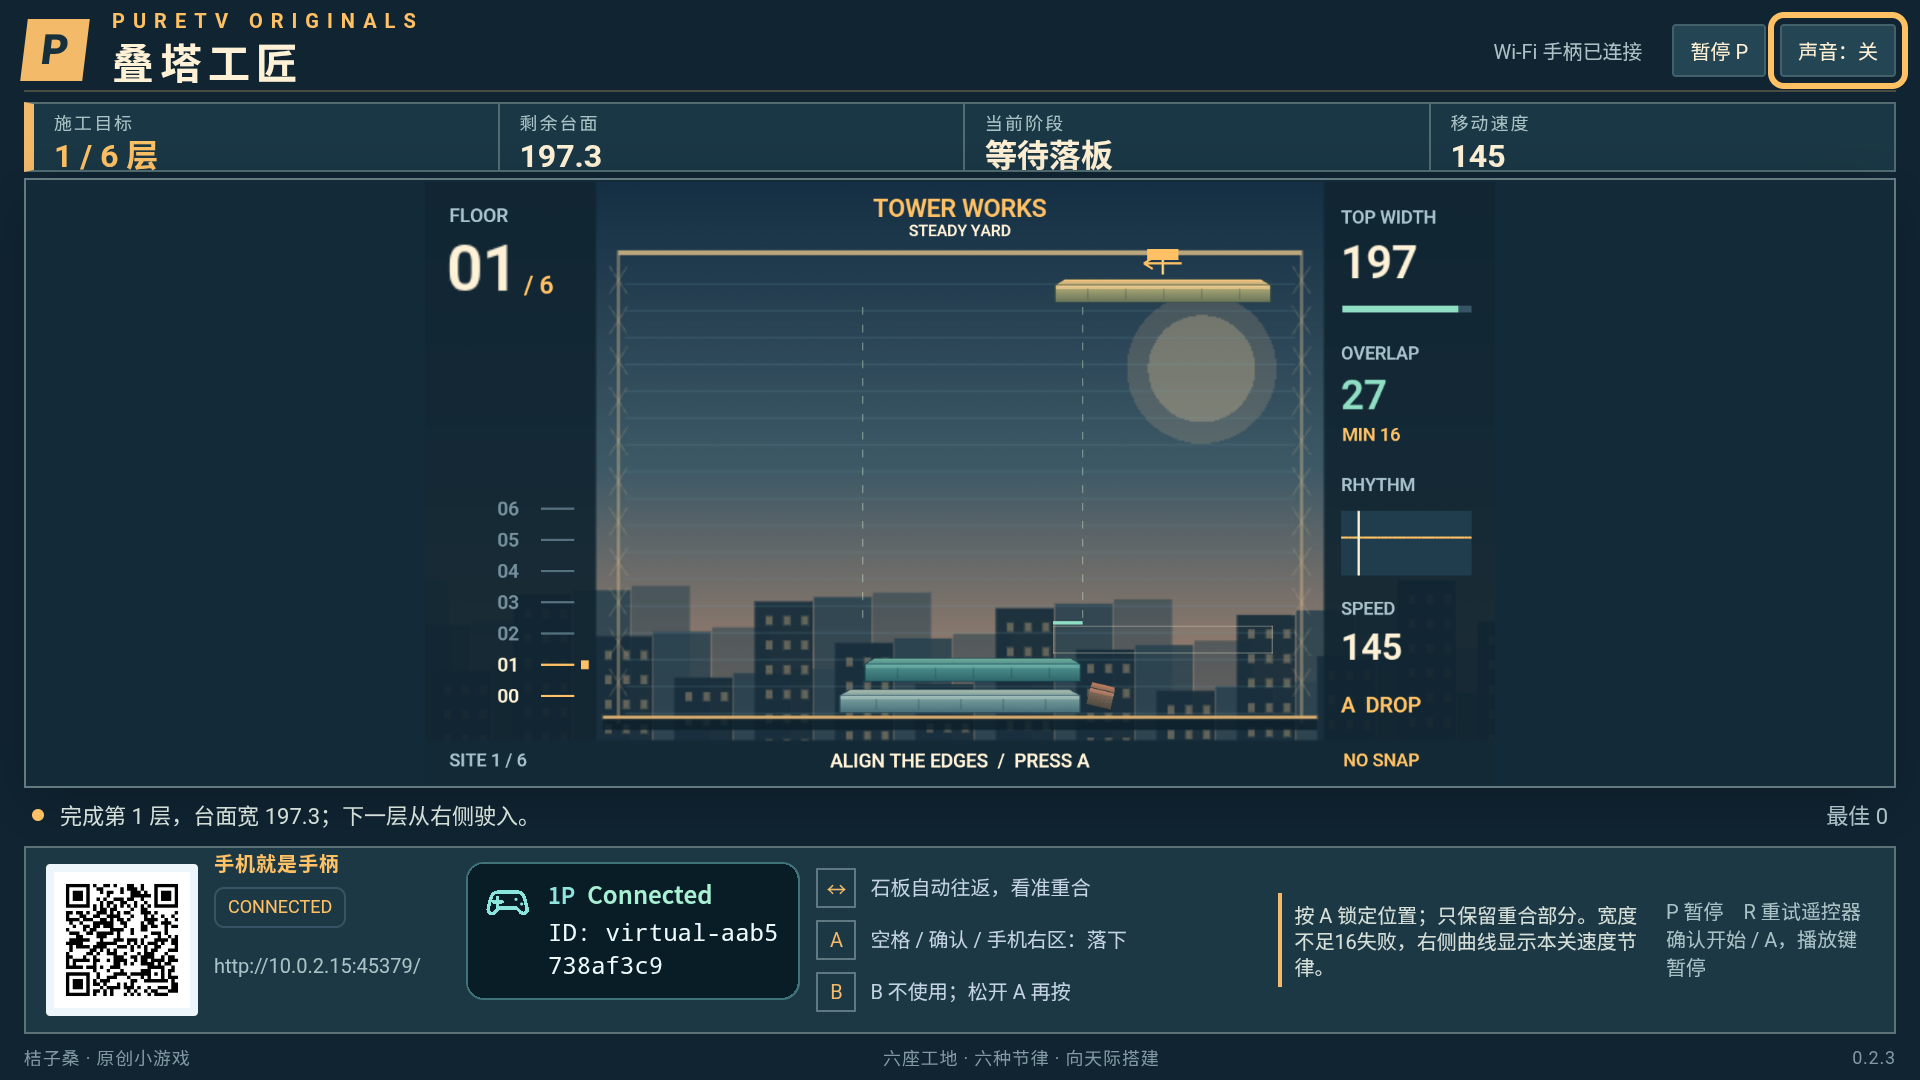 P
PURETV ORIGINALS
叠塔工匠
Wi-Fi 手柄已连接
暂停 P
声音：关
施工目标
1 / 6 层
剩余台面
197.3
当前阶段
等待落板
移动速度
145
FLOOR
01 / 6
06
05
04
03
02
01
00
SITE 1 / 6
TOWER WORKS
STEADY YARD
ALIGN THE EDGES / PRESS A
TOP WIDTH
197
OVERLAP
27
MIN 16
RHYTHM
SPEED
145
A DROP
NO SNAP
完成第 1 层，台面宽 197.3；下一层从右侧驶入。
最佳 0
手机就是手柄
CONNECTED
http://10.0.2.15:45379/
1P Connected
ID: virtual-aab5
738af3c9
↔ 石板自动往返，看准重合
A 空格 / 确认 / 手机右区：落下
B B 不使用；松开 A 再按
按 A 锁定位置；只保留重合部分。宽度
不足16失败，右侧曲线显示本关速度节
律。
P 暂停 R 重试遥控器
确认开始 / A，播放键
暂停
桔子桑 · 原创小游戏
六座工地 · 六种节律 · 向天际搭建
0.2.3